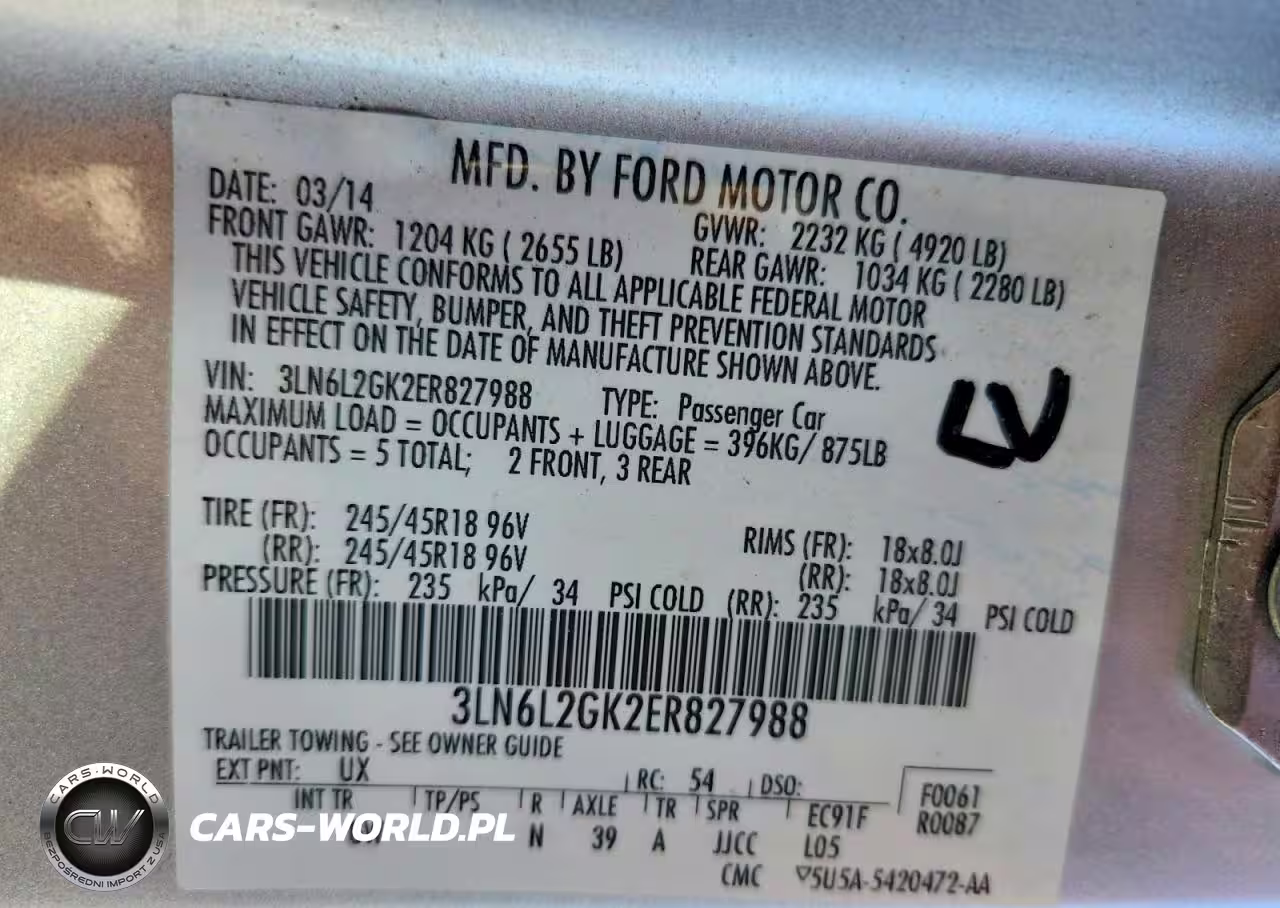 MFD. BY FORD MOTOR CO.
DATE: 03/14
GVWR: 2232 KG ( 4920 LB)
FRONT GAWR: 1204 KG ( 2655 LB)
REAR GAWR: 1034 KG ( 2280 LB)
THIS VEHICLE CONFORMS TO ALL APPLICABLE FEDERAL MOTOR
VEHICLE SAFETY, BUMPER, AND THEFT PREVENTION STANDARDS
IN EFFECT ON THE DATE OF MANUFACTURE SHOWN ABOVE.
VIN: 3LN6L2GK2ER827988 TYPE: Passenger Car
MAXIMUM LOAD = OCCUPANTS + LUGGAGE = 396KG/ 875LB
OCCUPANTS = 5 TOTAL; 2 FRONT, 3 REAR
LV
TIRE (FR): 245/45R18 96V RIMS (FR): 18x8.0J
(RR): 245/45R18 96V (RR): 18x8.0J
PRESSURE (FR): 235 kPa/ 34 PSI COLD (RR): 235 kPa/ 34 PSI COLD
3LN6L2GK2ER827988
TRAILER TOWING - SEE OWNER GUIDE
EXT PNT: UX RC: 54 DSO: F0061
INT TR TP/PS R AXLE TR SPR EC91F R0087
N 39 A JJCC L05
CMC 5U5A-5420472-AA
CARS-WORLD
CW
BEZPOŚREDNI IMPORT Z USA
CARS-WORLD.PL